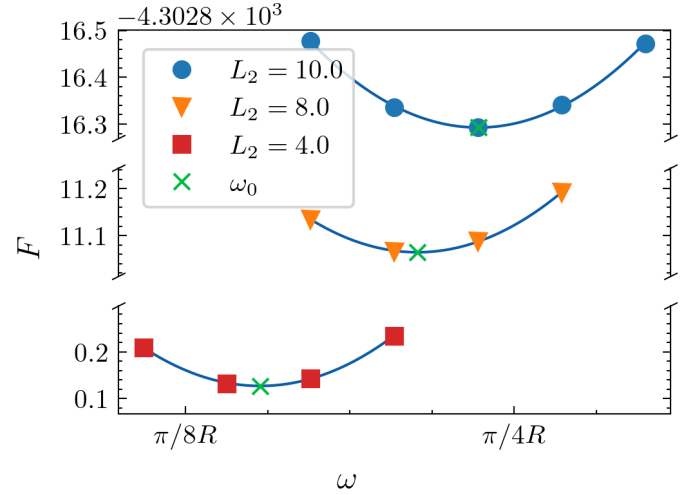 −4.3028 × 10³
16.5
16.4
16.3
11.2
11.1
0.2
0.1
F
L₂ = 10.0
L₂ = 8.0
L₂ = 4.0
ω₀
π/8R
π/4R
ω